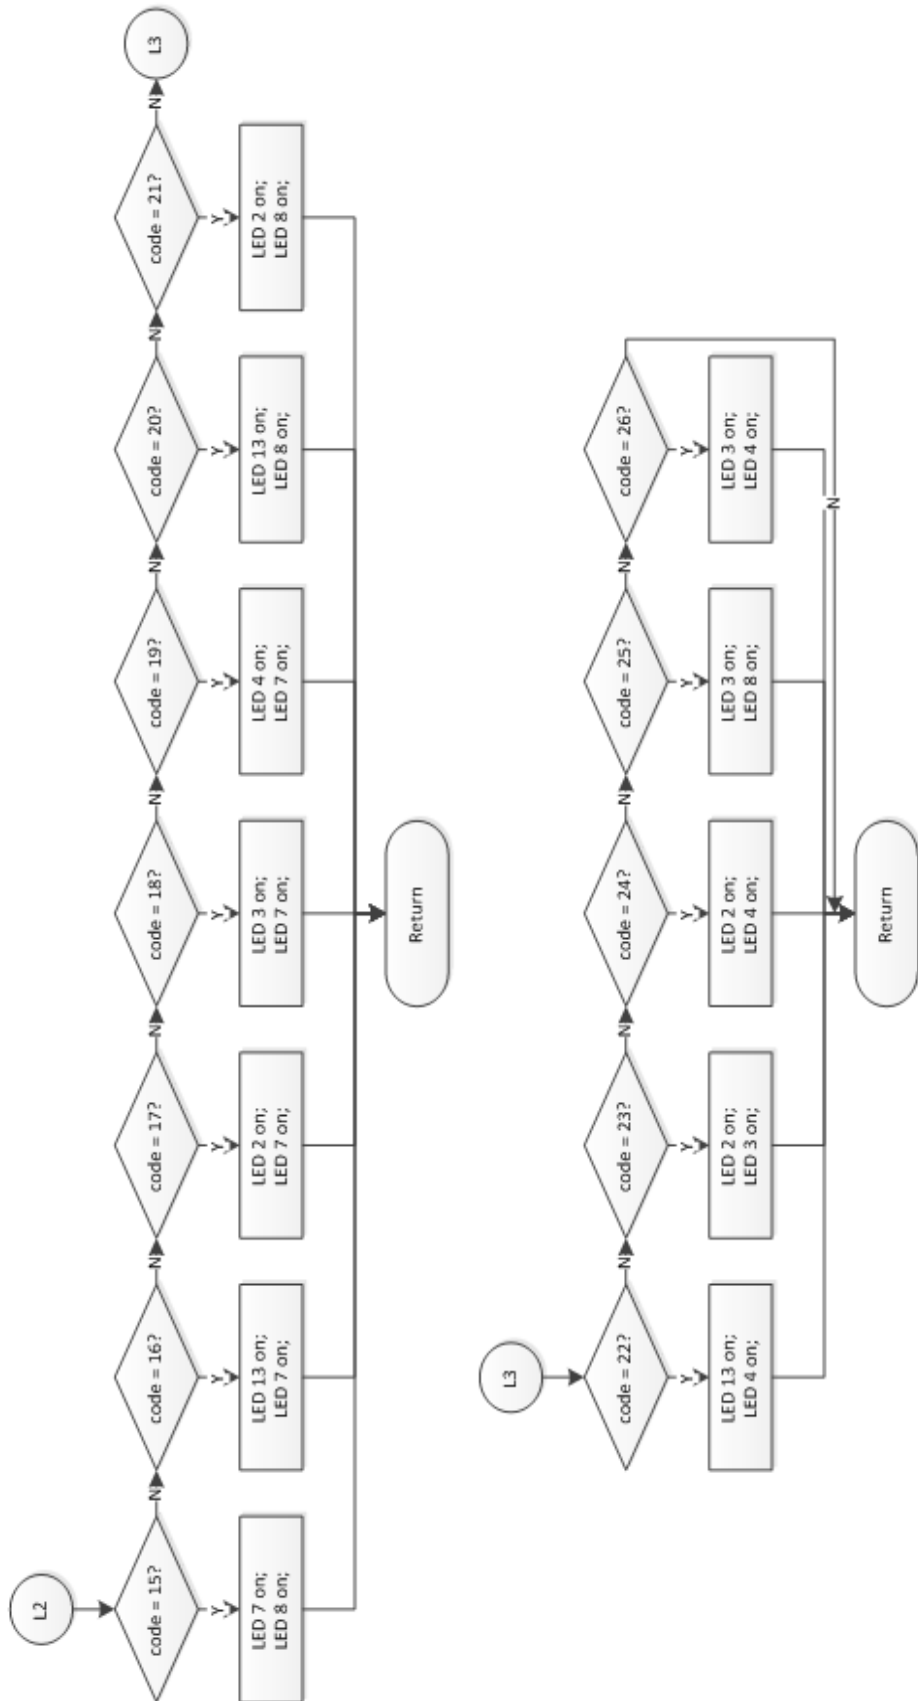 L2
code = 15?
N
code = 16?
N
code = 17?
N
code = 18?
N
code = 19?
N
code = 20?
N
code = 21?
N
L3
Y
Y
Y
Y
Y
Y
Y
LED 7 on;
LED 8 on;
LED 13 on;
LED 7 on;
LED 2 on;
LED 7 on;
LED 3 on;
LED 7 on;
LED 4 on;
LED 7 on;
LED 13 on;
LED 8 on;
LED 2 on;
LED 8 on;
Return
L3
code = 22?
N
code = 23?
N
code = 24?
N
code = 25?
N
code = 26?
Y
Y
Y
Y
Y
LED 13 on;
LED 4 on;
LED 2 on;
LED 3 on;
LED 2 on;
LED 4 on;
LED 3 on;
LED 8 on;
LED 3 on;
LED 4 on;
N
Return